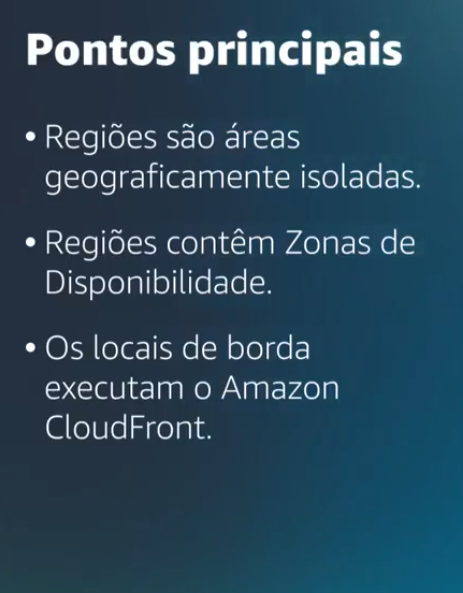 Pontos principais
• Regiões são áreas
geograficamente isoladas.
• Regiões contêm Zonas de
Disponibilidade.
• Os locais de borda
executam o Amazon
CloudFront.